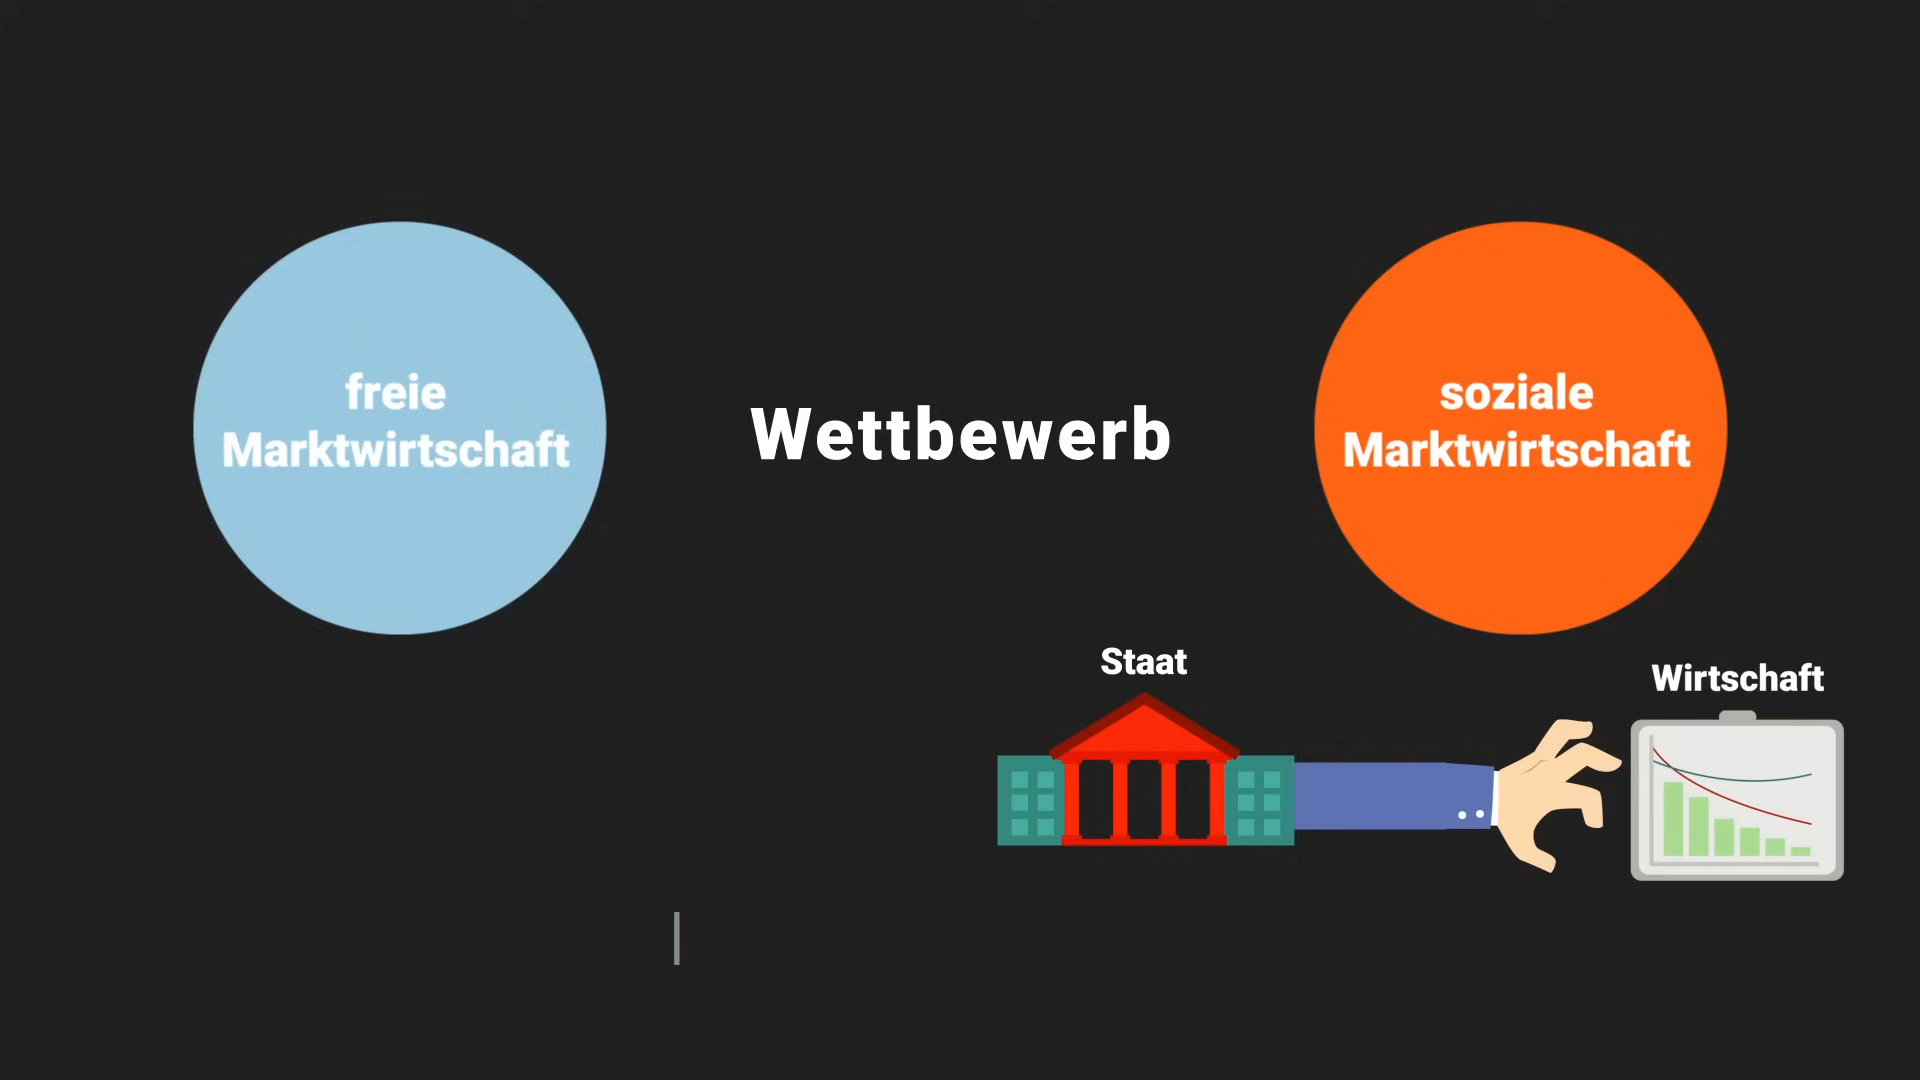 freie
Marktwirtschaft
Wettbewerb
soziale
Marktwirtschaft
Staat
Wirtschaft